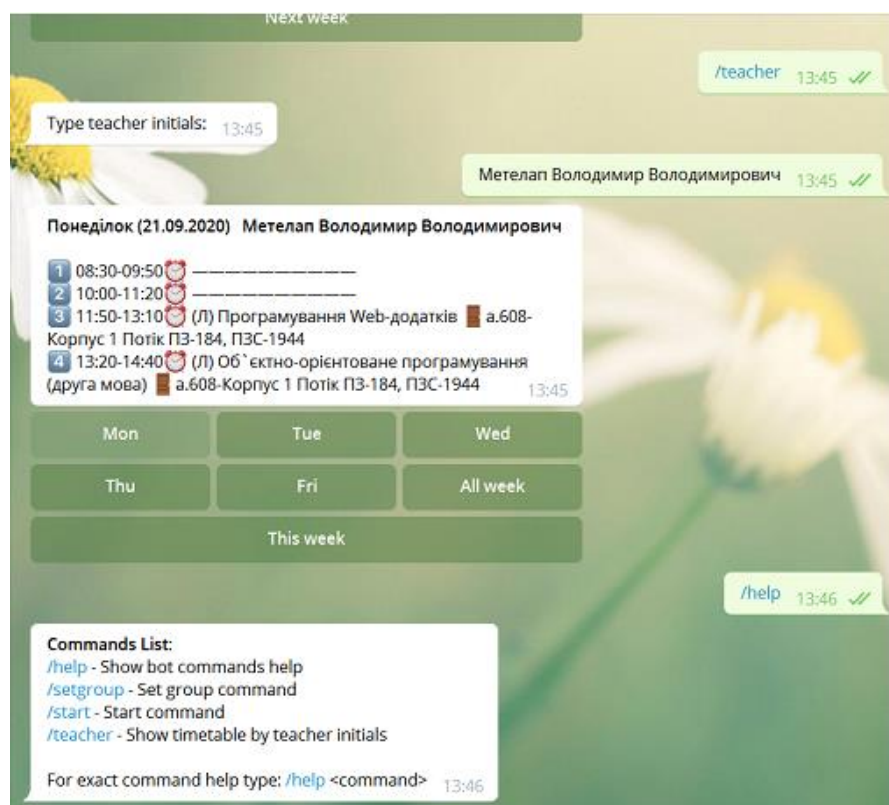 Next week
/teacher 13:45
Type teacher initials: 13:45
Метелап Володимир Володимирович 13:45
Понеділок (21.09.2020) Метелап Володимир Володимирович
1 08:30-09:50 ——————————
2 10:00-11:20 ——————————
3 11:50-13:10 (Л) Програмування Web-додатків а.608-
Корпус 1 Потік ПЗ-184, ПЗС-1944
4 13:20-14:40 (Л) Об`єктно-орієнтоване програмування
(друга мова) а.608-Корпус 1 Потік ПЗ-184, ПЗС-1944 13:45
Mon Tue Wed
Thu Fri All week
This week
/help 13:46
Commands List:
/help - Show bot commands help
/setgroup - Set group command
/start - Start command
/teacher - Show timetable by teacher initials
For exact command help type: /help <command> 13:46